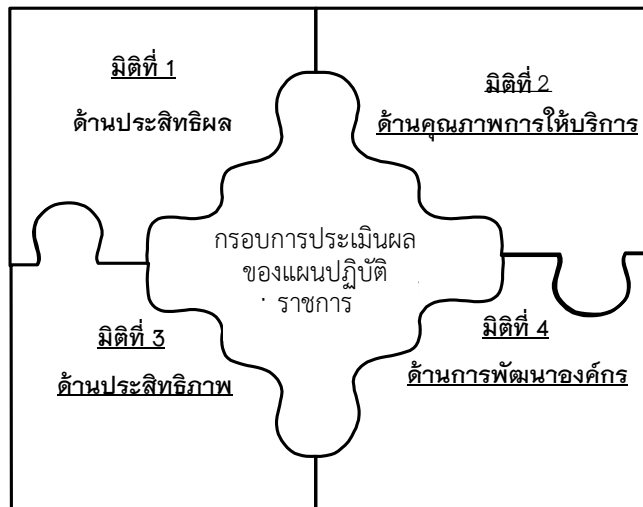 มิติที่ 1
ด้านประสิทธิผล
มิติที่ 2
ด้านคุณภาพการให้บริการ
กรอบการประเมินผล
ของแผนปฏิบัติ
ราชการ
มิติที่ 3
ด้านประสิทธิภาพ
มิติที่ 4
ด้านการพัฒนาองค์กร